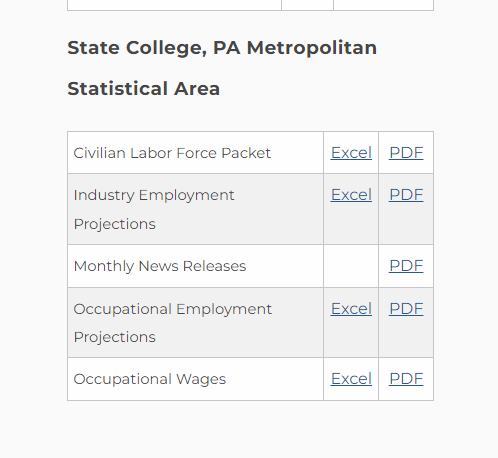 State College, PA Metropolitan
Statistical Area
Civilian Labor Force Packet Excel PDF
Industry Employment Excel PDF
Projections
Monthly News Releases PDF
Occupational Employment Excel PDF
Projections
Occupational Wages Excel PDF